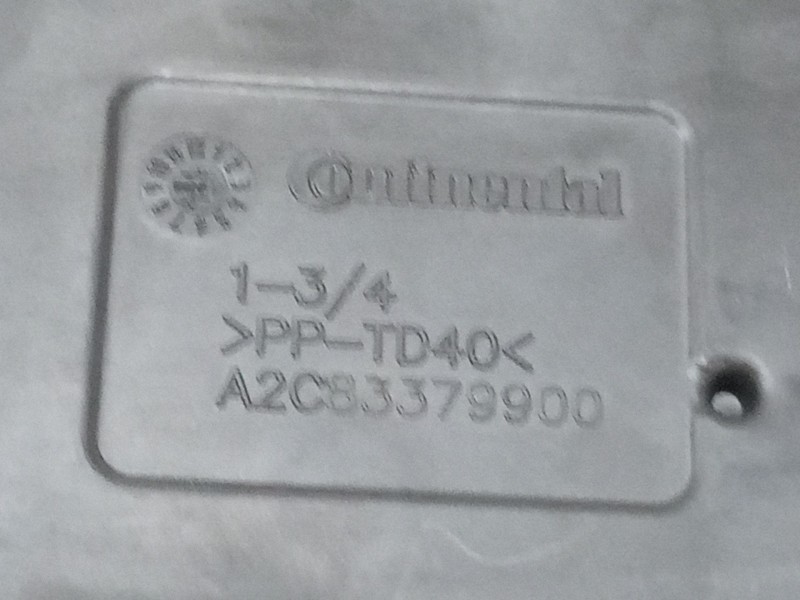 Continental
1-3/4
>PP-TD40<
A2C83379900